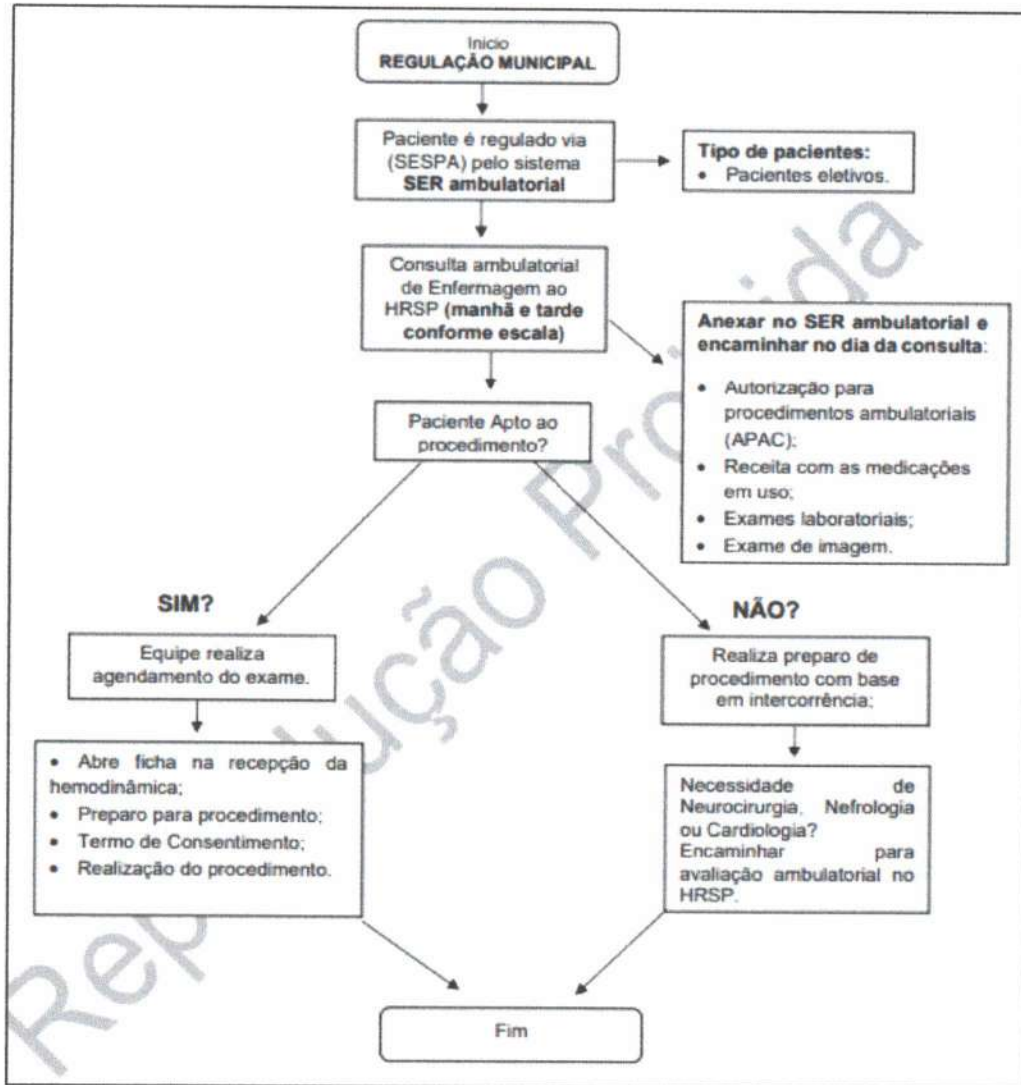 Inicio
REGULAÇÃO MUNICIPAL
Paciente é regulado via
(SESPA) pelo sistema
SER ambulatorial
Tipo de pacientes:
• Pacientes eletivos.
Consulta ambulatorial
de Enfermagem ao
HRSP (manhã e tarde
conforme escala)
Anexar no SER ambulatorial e
encaminhar no dia da consulta:
• Autorização para
procedimentos ambulatoriais
(APAC);
• Receita com as medicações
em uso;
• Exames laboratoriais;
• Exame de imagem.
Paciente Apto ao
procedimento?
SIM?
NÃO?
Equipe realiza
agendamento do exame.
Realiza preparo de
procedimento com base
em intercorrência;
• Abre ficha na recepção da
hemodinâmica;
• Preparo para procedimento;
• Termo de Consentimento;
• Realização do procedimento.
Necessidade de
Neurocirurgia, Nefrologia
ou Cardiologia?
Encaminhar para
avaliação ambulatorial no
HRSP.
Fim
Reprodução Proibida